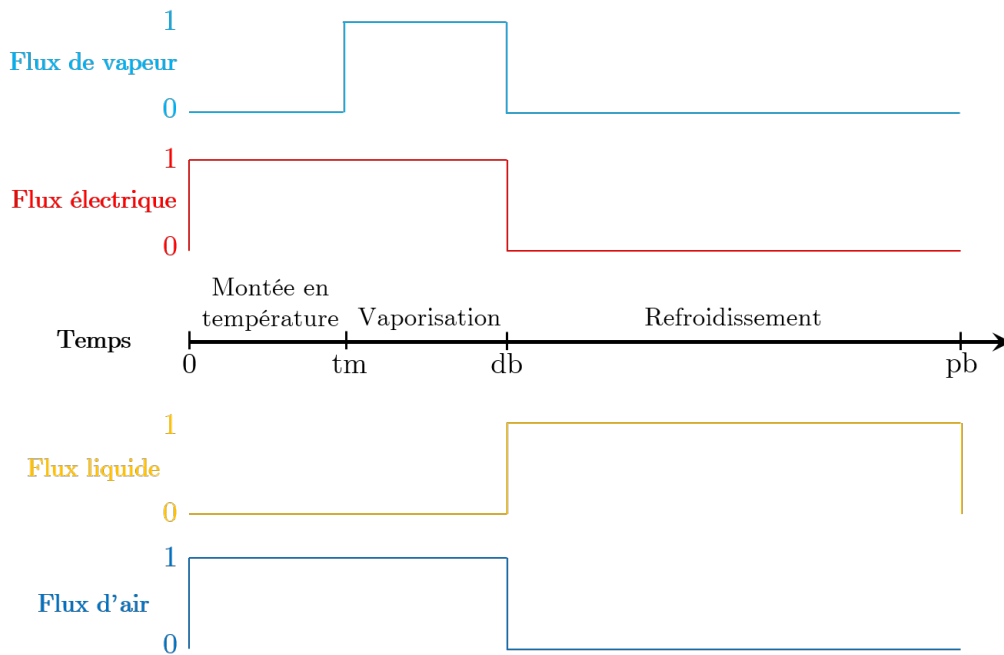 1
Flux de vapeur
0
1
Flux électrique
0
Montée en
température
Vaporisation
Refroidissement
Temps
0
tm
db
pb
1
Flux liquide
0
1
Flux d'air
0